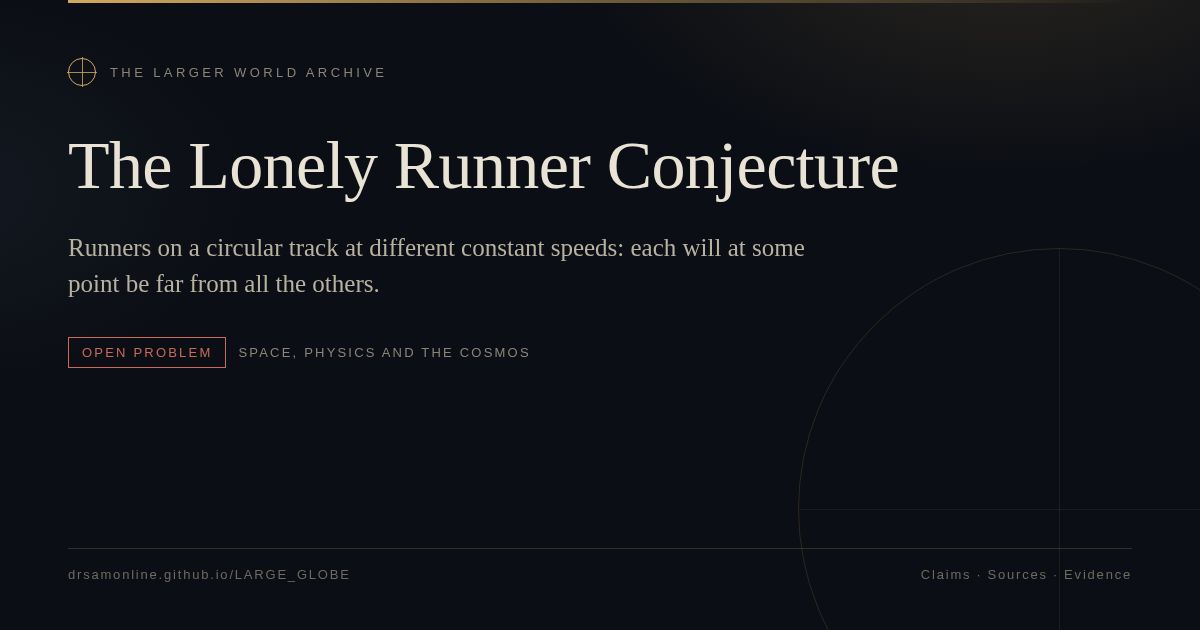 THE LARGER WORLD ARCHIVE
The Lonely Runner Conjecture
Runners on a circular track at different constant speeds: each will at some
point be far from all the others.
OPEN PROBLEM SPACE, PHYSICS AND THE COSMOS
drsamonline.github.io/LARGE_GLOBE Claims · Sources · Evidence